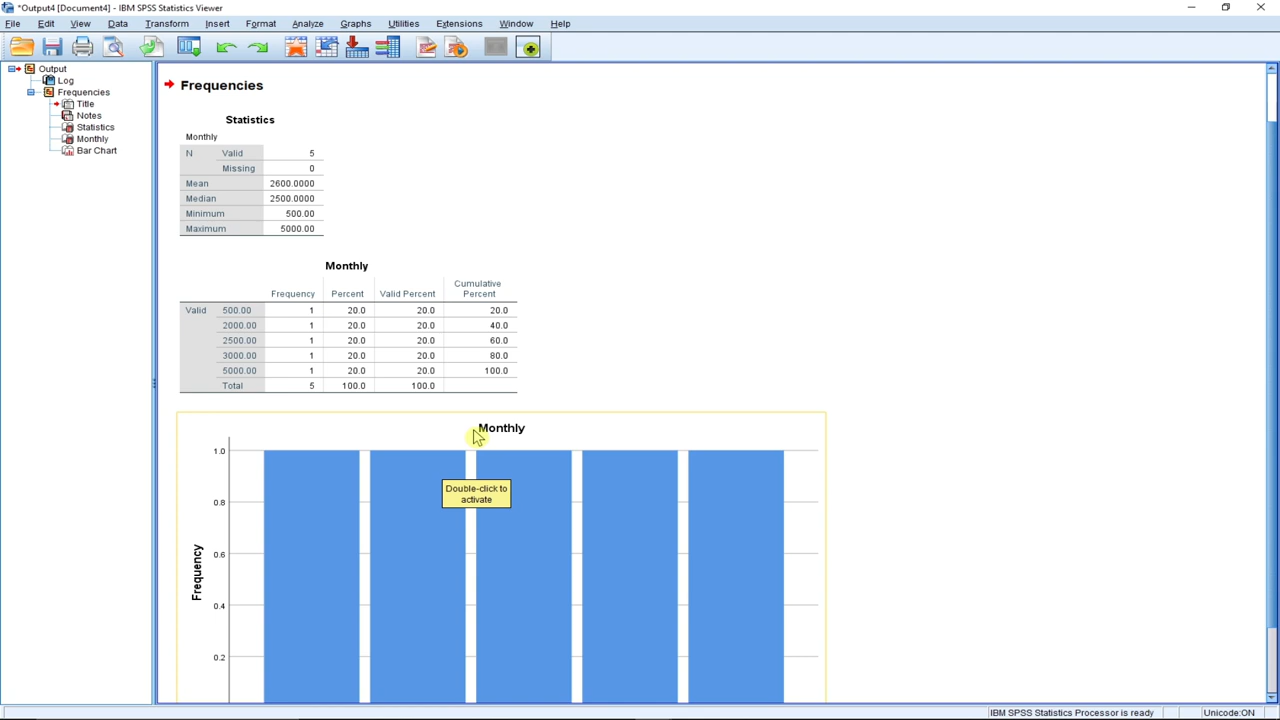 *Output4 [Document4] - IBM SPSS Statistics Viewer
File Edit View Data Transform Insert Format Analyze Graphs Utilities Extensions Window Help
Output
Log
Frequencies
Title
Notes
Statistics
Monthly
Bar Chart
Frequencies
Statistics
Monthly
N Valid 5
Missing 0
Mean 2600.0000
Median 2500.0000
Minimum 500.00
Maximum 5000.00
Monthly
Frequency Percent Valid Percent Cumulative Percent
Valid 500.00 1 20.0 20.0 20.0
2000.00 1 20.0 20.0 40.0
2500.00 1 20.0 20.0 60.0
3000.00 1 20.0 20.0 80.0
5000.00 1 20.0 20.0 100.0
Total 5 100.0 100.0
Monthly
1.0
0.8
0.6
0.4
0.2
Frequency
Double-click to
activate
IBM SPSS Statistics Processor is ready Unicode:ON